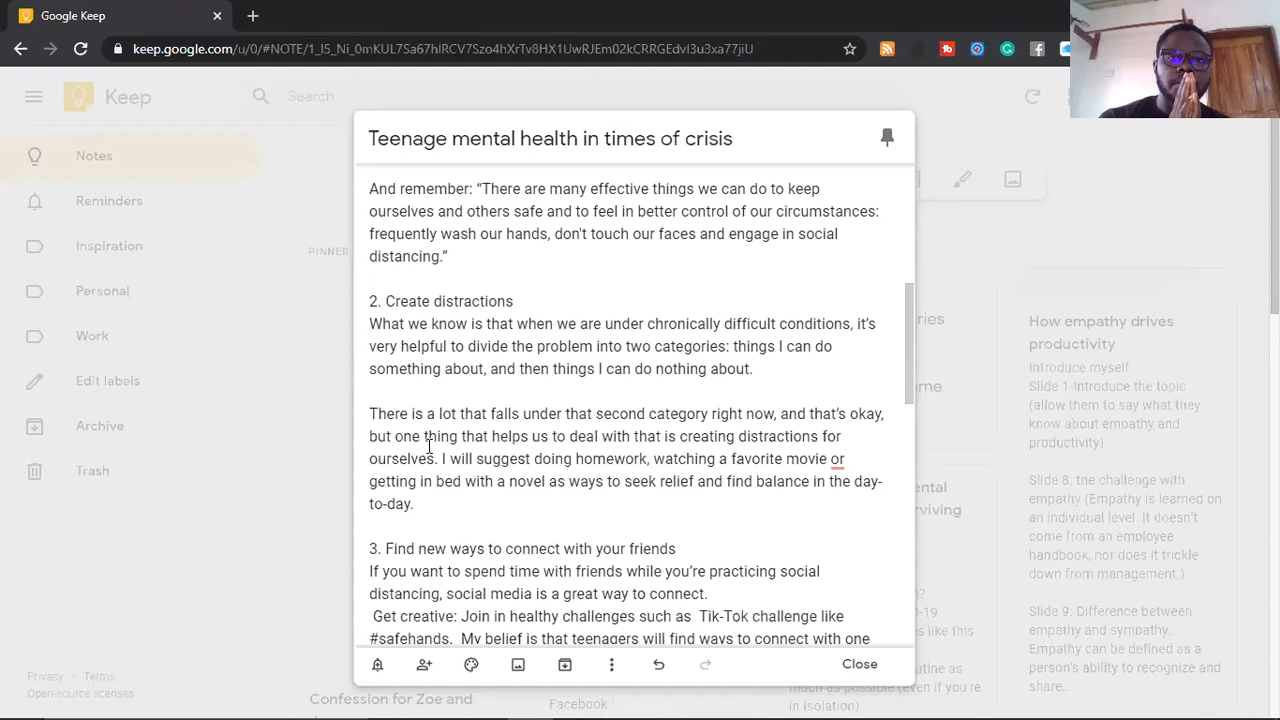 Google Keep
keep.google.com/u/0/#NOTE/1_I5_Ni_0mKUL7Sa67hIRCV7Szo4hXrTv8HX1UwRJEm02kCRRGEdvI3u3xa77jiU
Keep
Search
Notes
Reminders
Inspiration
Personal
Work
Edit labels
Archive
Trash
PINNED
Teenage mental health in times of crisis
And remember: “There are many effective things we can do to keep
ourselves and others safe and to feel in better control of our circumstances:
frequently wash our hands, don't touch our faces and engage in social
distancing.”
2. Create distractions
What we know is that when we are under chronically difficult conditions, it’s
very helpful to divide the problem into two categories: things I can do
something about, and then things I can do nothing about.
There is a lot that falls under that second category right now, and that’s okay,
but one thing that helps us to deal with that is creating distractions for
ourselves. I will suggest doing homework, watching a favorite movie or
getting in bed with a novel as ways to seek relief and find balance in the day-
to-day.
3. Find new ways to connect with your friends
If you want to spend time with friends while you’re practicing social
distancing, social media is a great way to connect.
Get creative: Join in healthy challenges such as  Tik-Tok challenge like
#safehands.  My belief is that teenagers will find ways to connect with one
Close
How empathy drives
productivity
Introduce myself
Slide 1-Introduce the topic
(allow them to say what they
know about empathy and
productivity)
Slide 8: tne challenge with
empathy (Empathy is learned on
an individual level. It doesn't
come from an employee
handbook, nor does it trickle
down from management.)
Slide 9. Difference between
empathy and sympathy.
Empathy can be defined as a
person's ability to recognize and
share...
Privacy · Terms
Open-source licenses
Confession for Zoe and
Facebook :
much as possible (even if you're
in isolation)